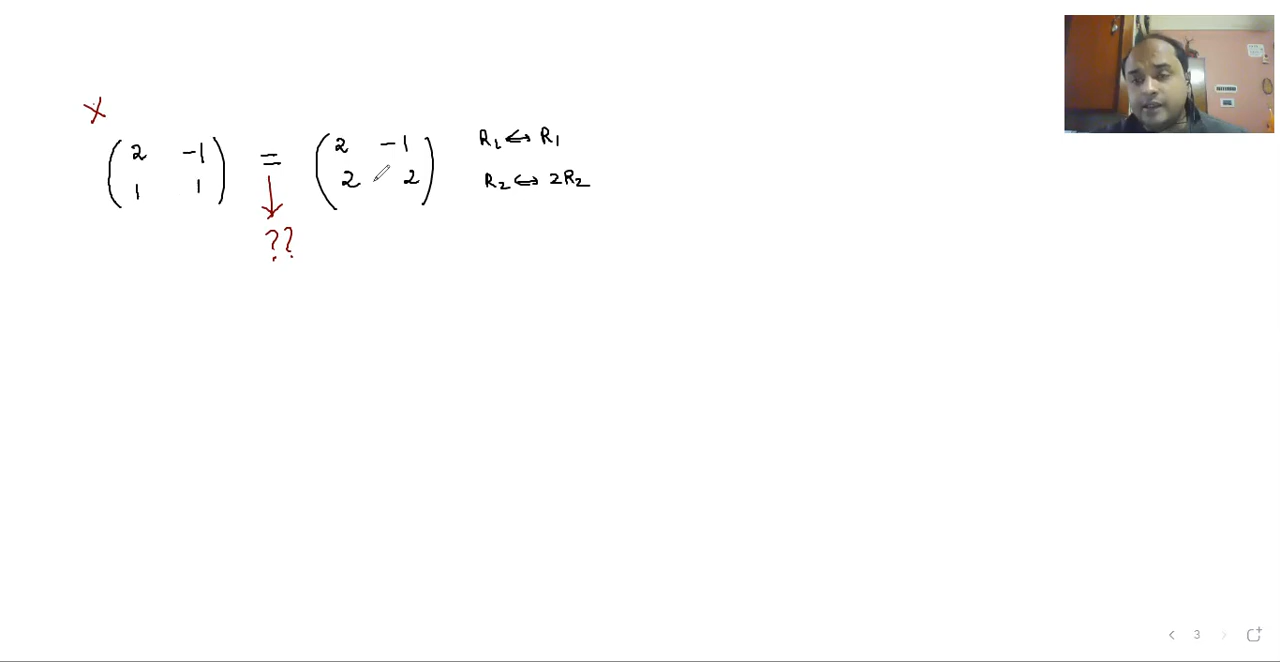 X
( 2 -1 ) = ( 2 -1 ) R₁ ↔ R₁
( 1 1 ) ( 2 2 ) R₂ ↔ 2R₂
??
3